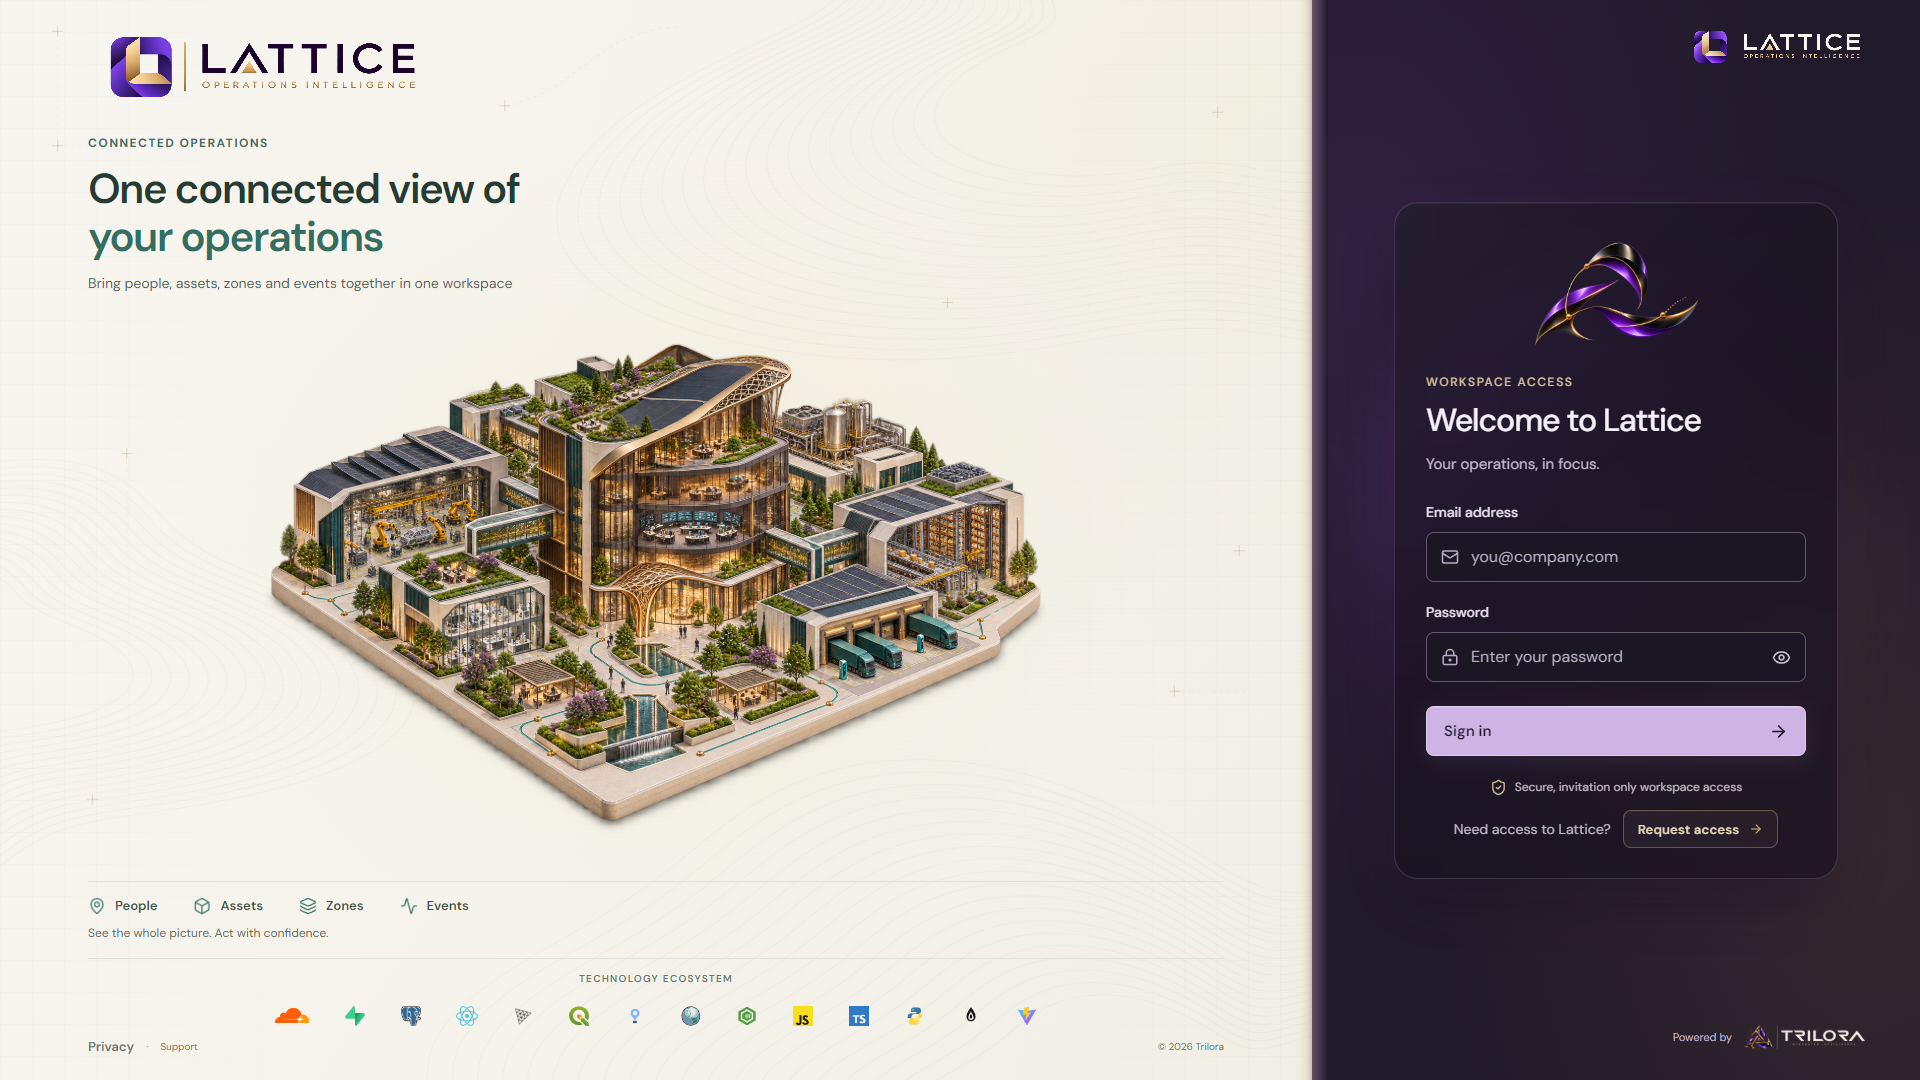 LATTICE
OPERATIONS INTELLIGENCE
CONNECTED OPERATIONS
One connected view of
your operations
Bring people, assets, zones and events together in one workspace
People
Assets
Zones
Events
See the whole picture. Act with confidence.
TECHNOLOGY ECOSYSTEM
JS
TS
Privacy · Support
© 2026 Trilora
LATTICE
OPERATIONS INTELLIGENCE
WORKSPACE ACCESS
Welcome to Lattice
Your operations, in focus.
Email address
you@company.com
Password
Enter your password
Sign in
Secure, invitation only workspace access
Need access to Lattice?
Request access
Powered by
TRILORA